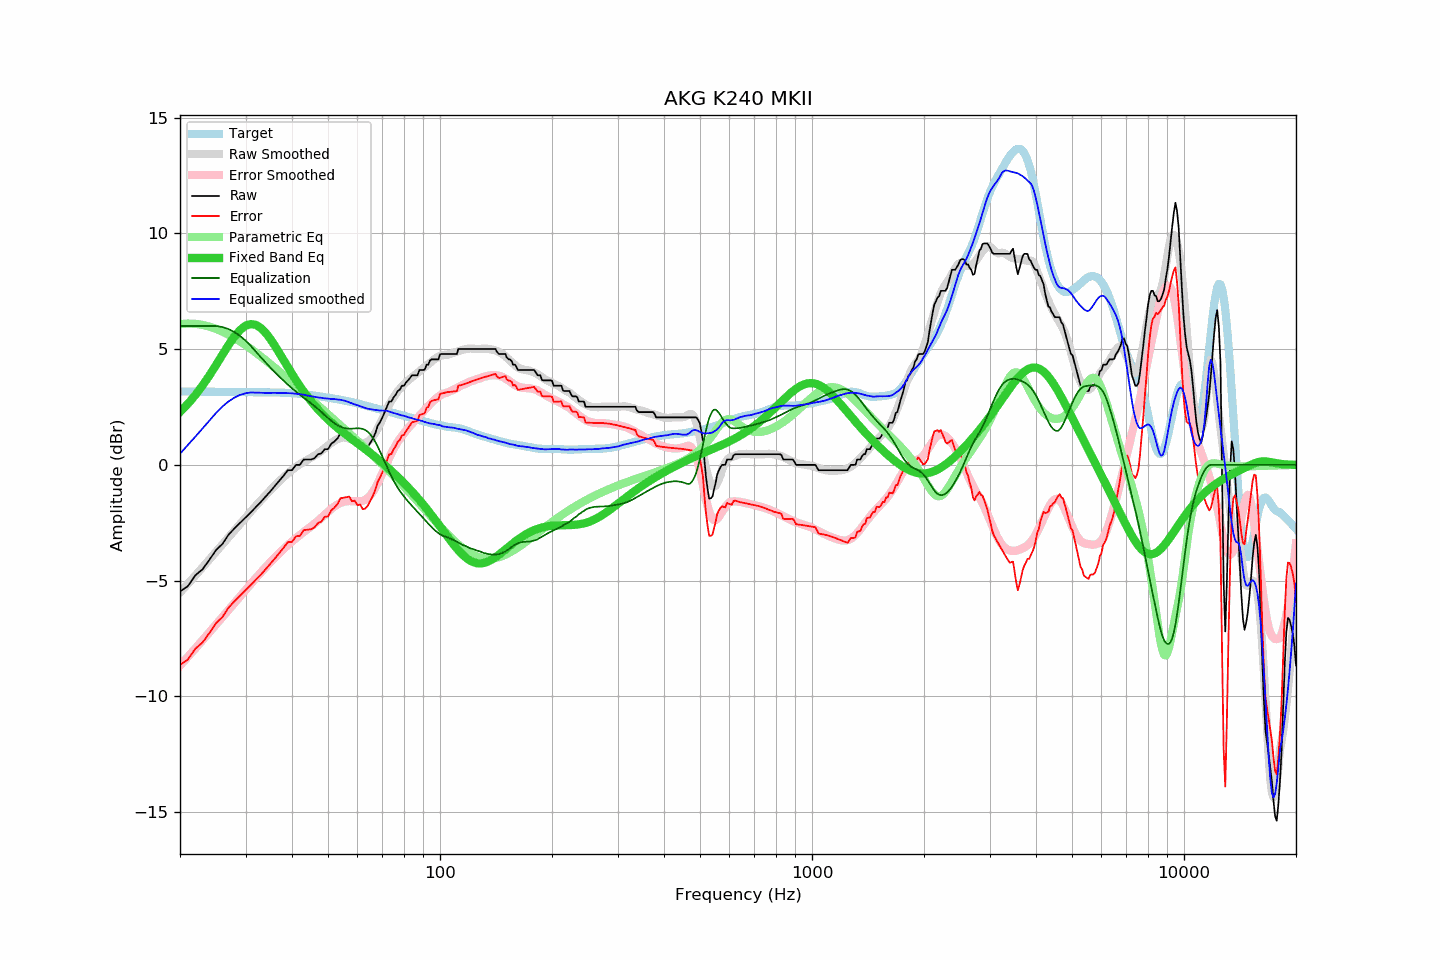 AKG K240 MKII
15
10
5
0
−5
−10
−15
Amplitude (dBr)
Target
Raw Smoothed
Error Smoothed
Raw
Error
Parametric Eq
Fixed Band Eq
Equalization
Equalized smoothed
100
1000
10000
Frequency (Hz)